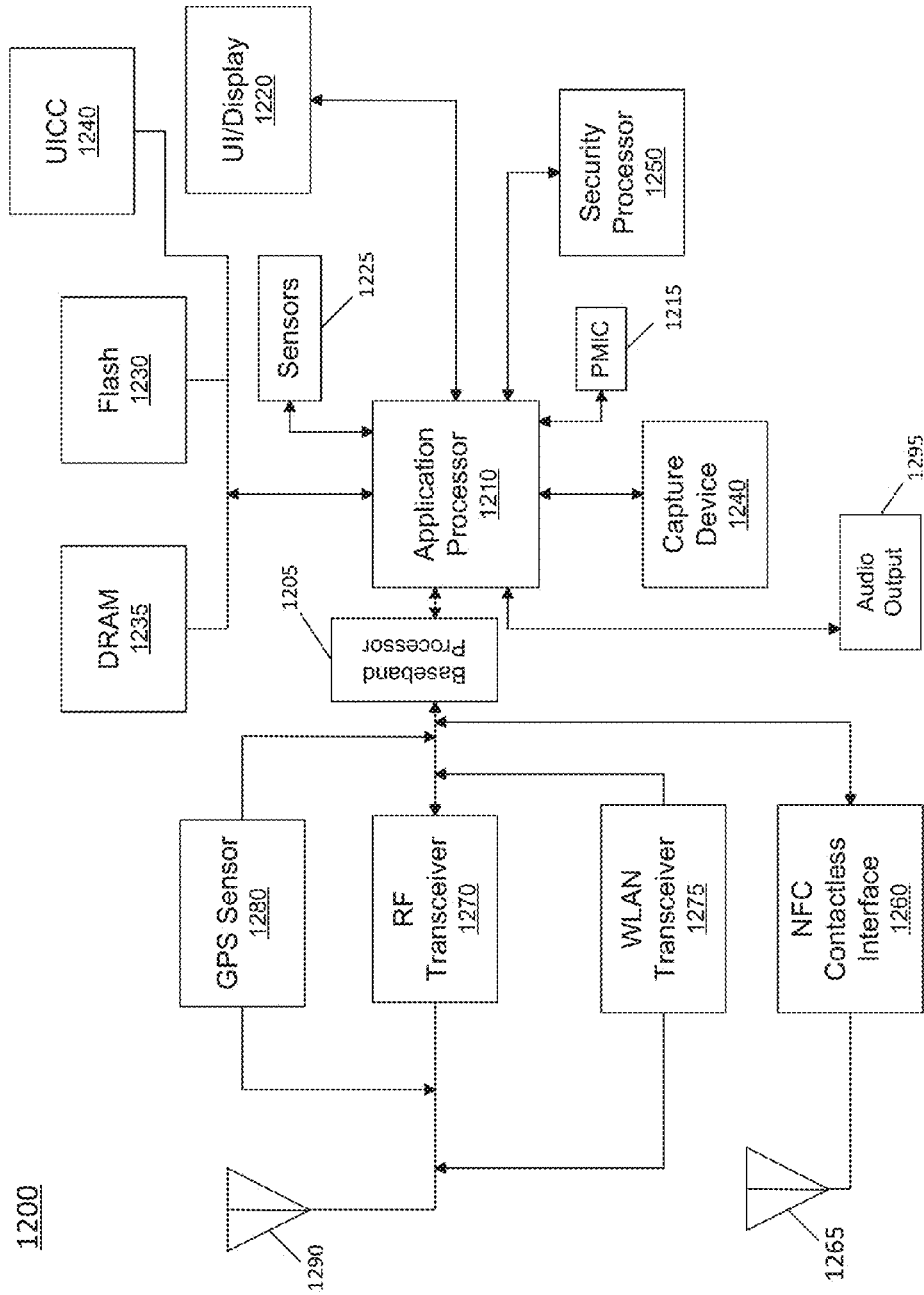 1200
UICC
1240
Flash
1230
DRAM
1235
UI/Display
1220
Sensors
1225
Security
Processor
1250
PMIC
1215
Application
Processor
1210
Capture
Device
1240
Audio
Output
1295
Baseband
Processor
1205
GPS Sensor
1280
RF
Transceiver
1270
WLAN
Transceiver
1275
NFC
Contactless
Interface
1260
1290
1265